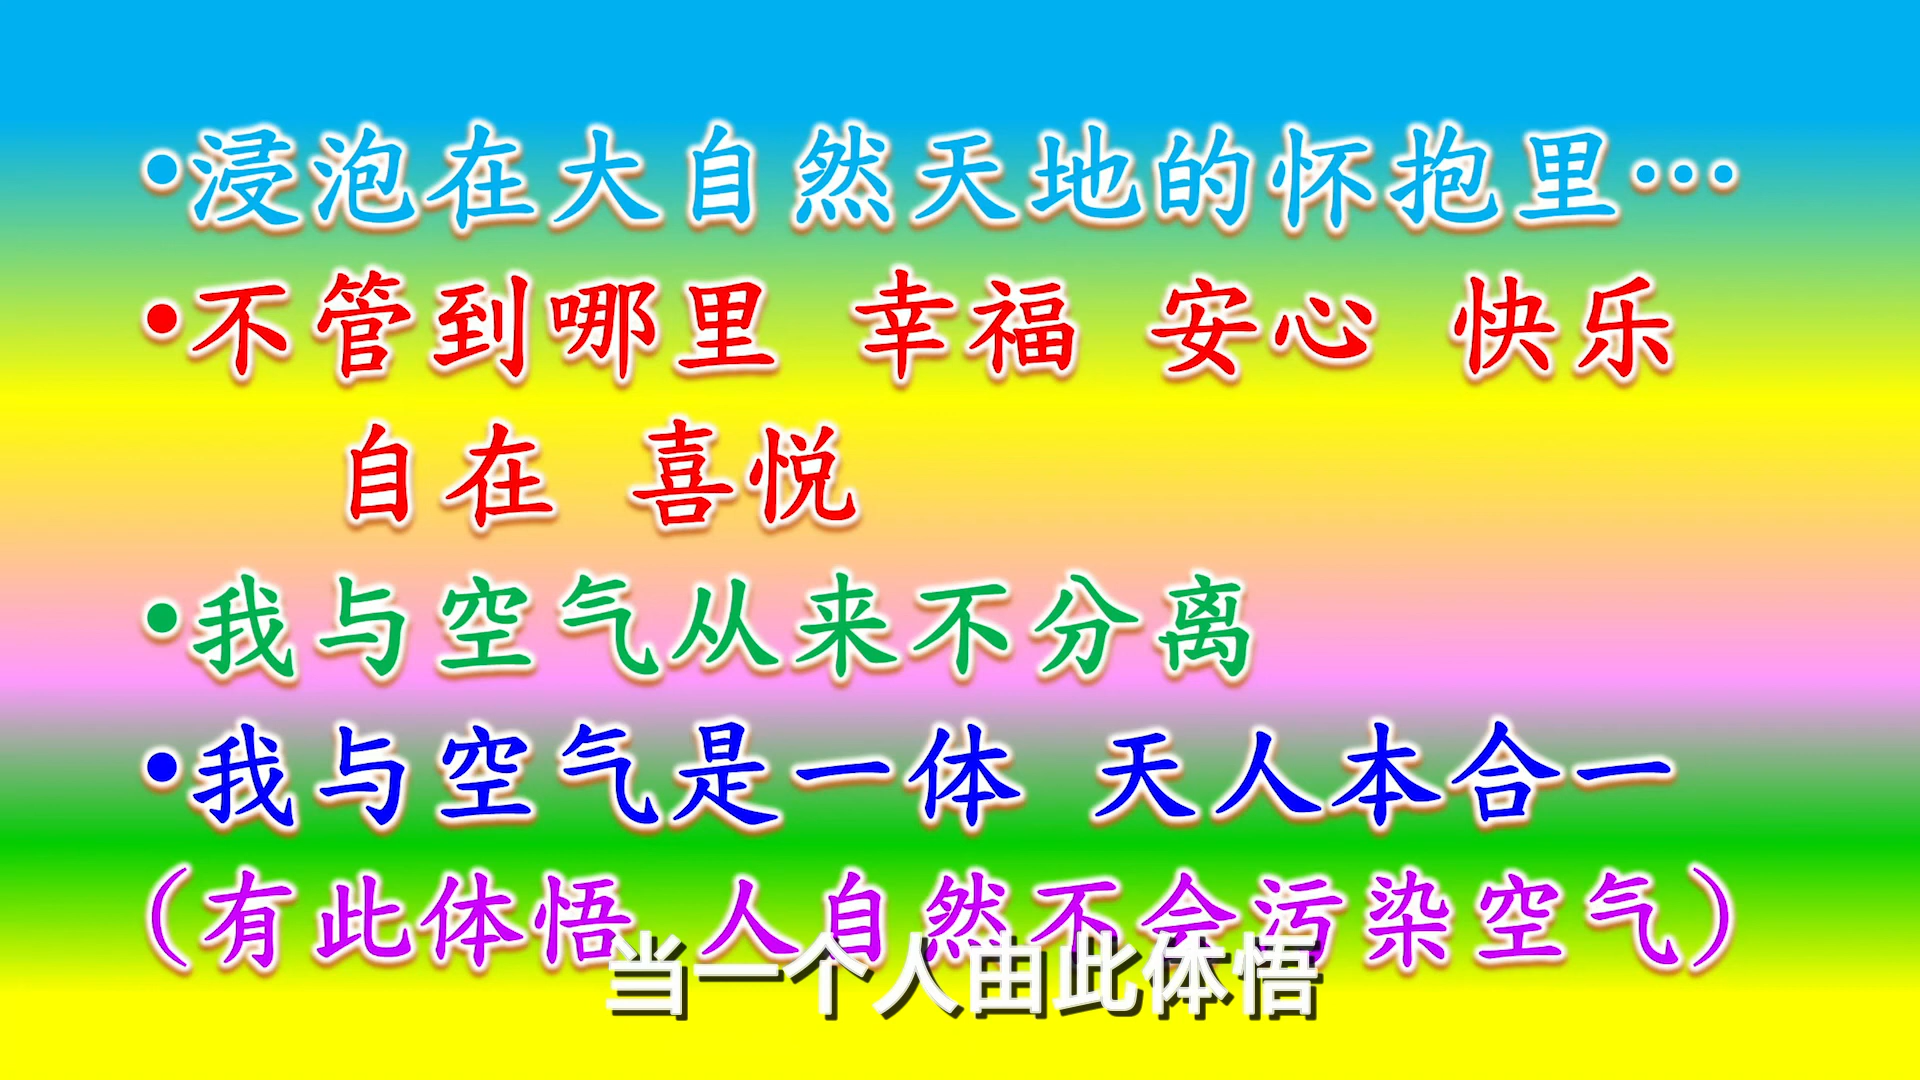 •浸泡在大自然天地的怀抱里…
•不管到哪里 幸福 安心 快乐
自在 喜悦
•我与空气从来不分离
•我与空气是一体 天人本合一
（有此体悟 人自然不会污染空气）
当一个人由此体悟